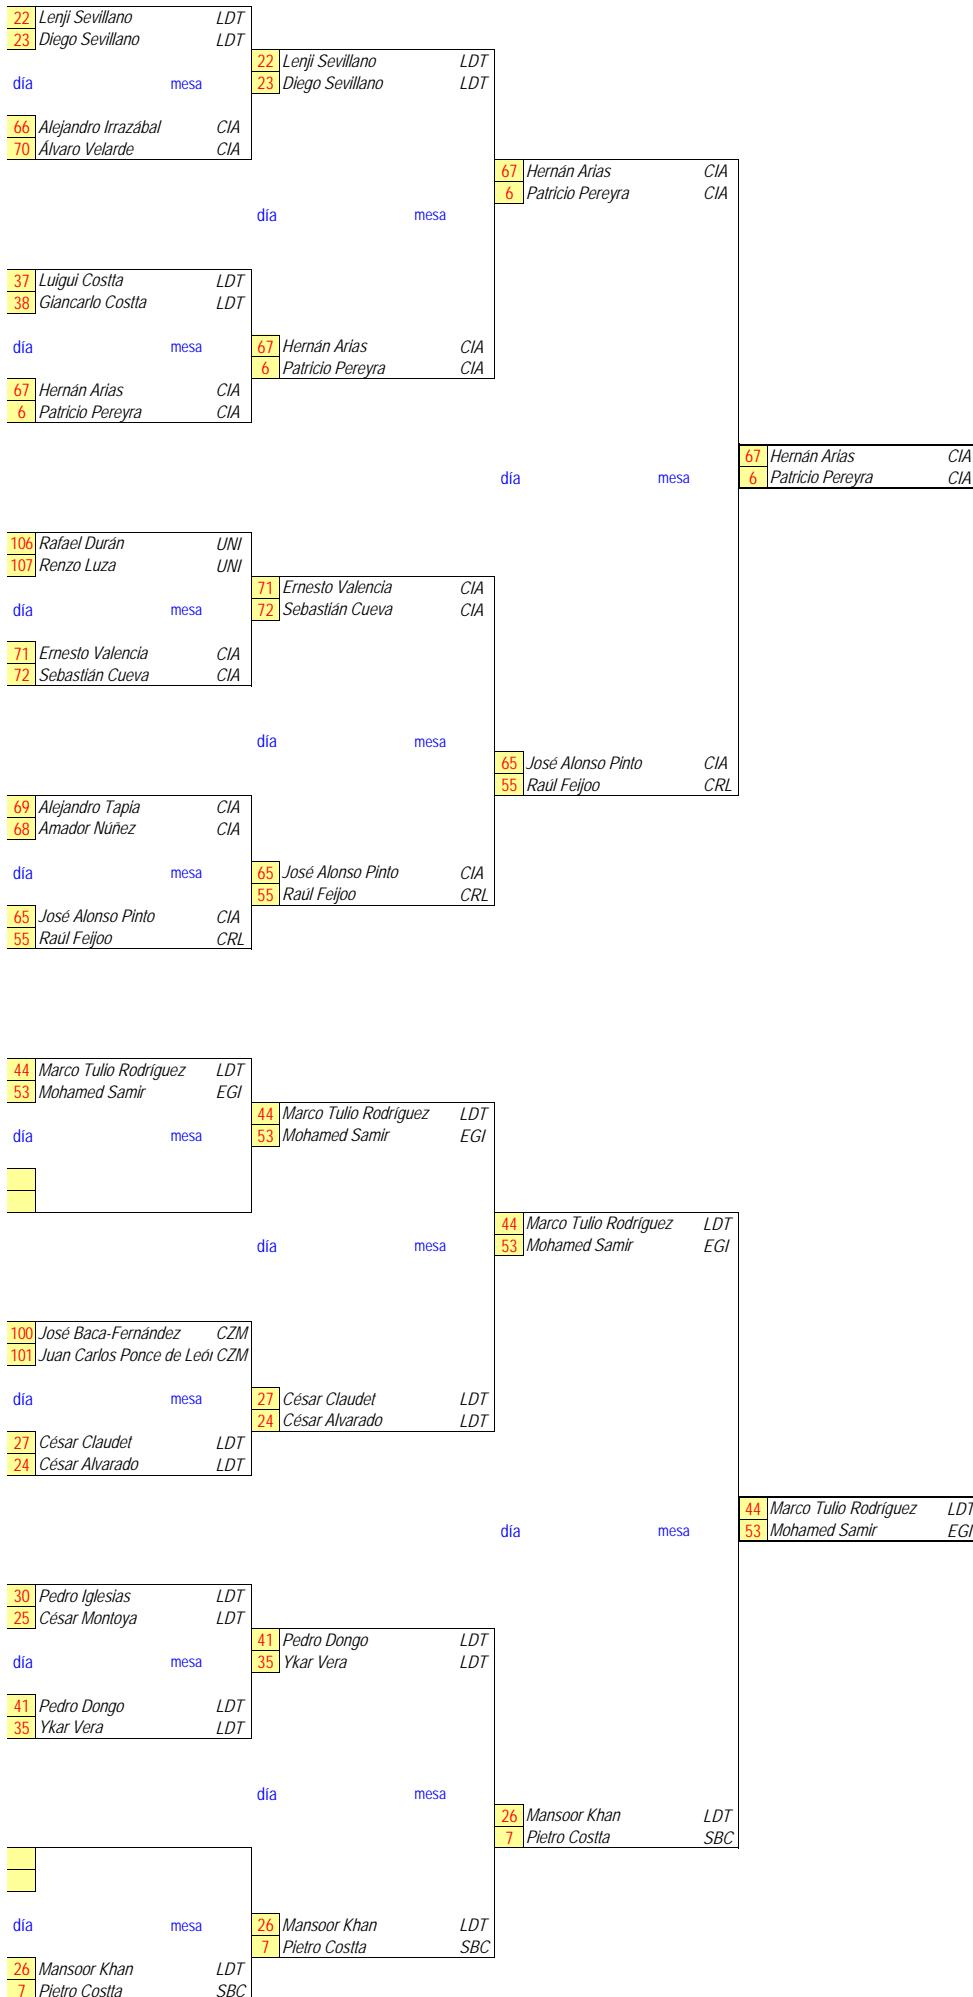 22 Lenji Sevillano LDT
23 Diego Sevillano LDT
22 Lenji Sevillano LDT
día mesa 23 Diego Sevillano LDT
66 Alejandro Irrazábal CIA
70 Álvaro Velarde CIA
67 Hernán Arias CIA
6 Patricio Pereyra CIA
día mesa
37 Luigui Costta LDT
38 Giancarlo Costta LDT
día mesa 67 Hernán Arias CIA
6 Patricio Pereyra CIA
67 Hernán Arias CIA
6 Patricio Pereyra CIA
67 Hernán Arias CIA
día mesa 6 Patricio Pereyra CIA
106 Rafael Durán UNI
107 Renzo Luza UNI
71 Ernesto Valencia CIA
día mesa 72 Sebastián Cueva CIA
71 Ernesto Valencia CIA
72 Sebastián Cueva CIA
día mesa
65 José Alonso Pinto CIA
55 Raúl Feijoo CRL
69 Alejandro Tapia CIA
68 Amador Núñez CIA
día mesa 65 José Alonso Pinto CIA
55 Raúl Feijoo CRL
65 José Alonso Pinto CIA
55 Raúl Feijoo CRL
44 Marco Tulio Rodríguez LDT
53 Mohamed Samir EGI
44 Marco Tulio Rodríguez LDT
día mesa 53 Mohamed Samir EGI
44 Marco Tulio Rodríguez LDT
día mesa 53 Mohamed Samir EGI
100 José Baca-Fernández CZM
101 Juan Carlos Ponce de Leó CZM
día mesa 27 César Claudet LDT
24 César Alvarado LDT
27 César Claudet LDT
24 César Alvarado LDT
44 Marco Tulio Rodríguez LDT
día mesa 53 Mohamed Samir EGI
30 Pedro Iglesias LDT
25 César Montoya LDT
41 Pedro Dongo LDT
día mesa 35 Ykar Vera LDT
41 Pedro Dongo LDT
35 Ykar Vera LDT
día mesa
26 Mansoor Khan LDT
7 Pietro Costta SBC
día mesa 26 Mansoor Khan LDT
7 Pietro Costta SBC
26 Mansoor Khan LDT
7 Pietro Costta SBC